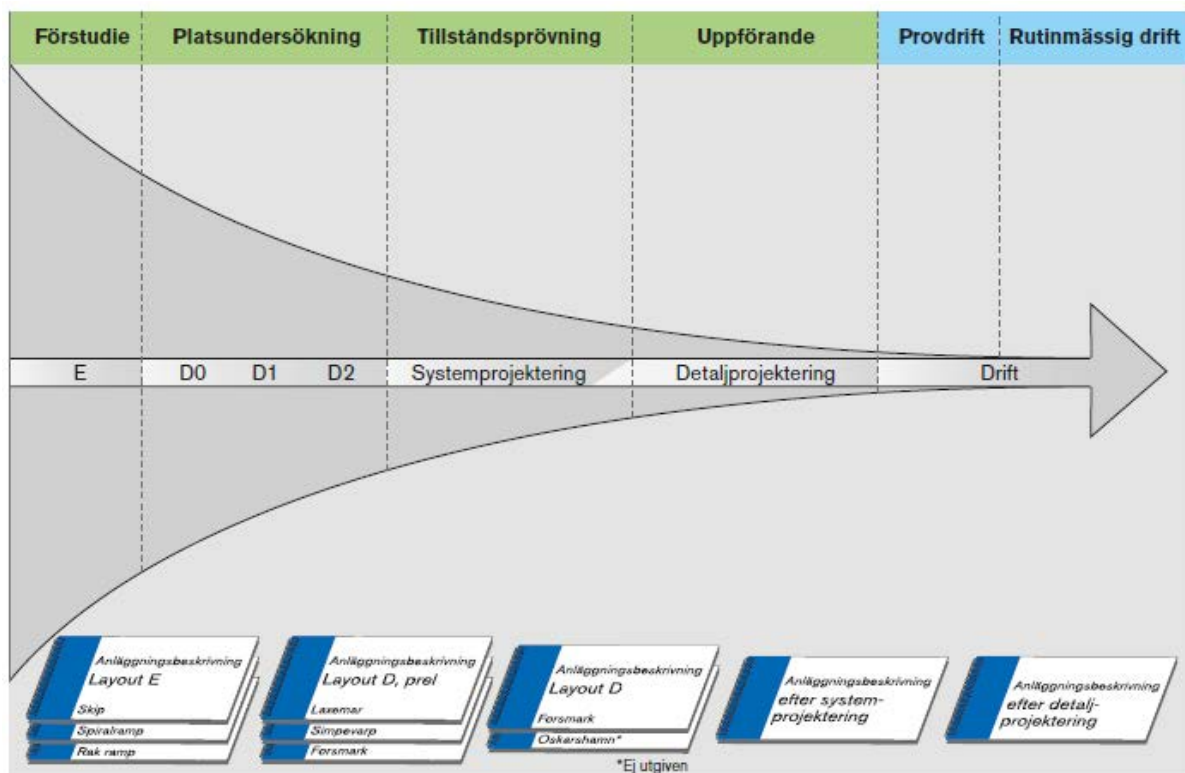 Förstudie Platsundersökning Tillståndsprövning Uppförande Provdrift Rutinmässig drift
E D0 D1 D2 Systemprojektering Detaljprojektering Drift
Anläggningsbeskrivning
Layout E
Skip
Spiralramp
Rak ramp
Anläggningsbeskrivning
Layout D, prel
Laxemar
Simpevarp
Forsmark
Anläggningsbeskrivning
Layout D
Forsmark
Oskarshamn*
*Ej utgiven
Anläggningsbeskrivning
efter system-
projektering
Anläggningsbeskrivning
efter detalj-
projektering